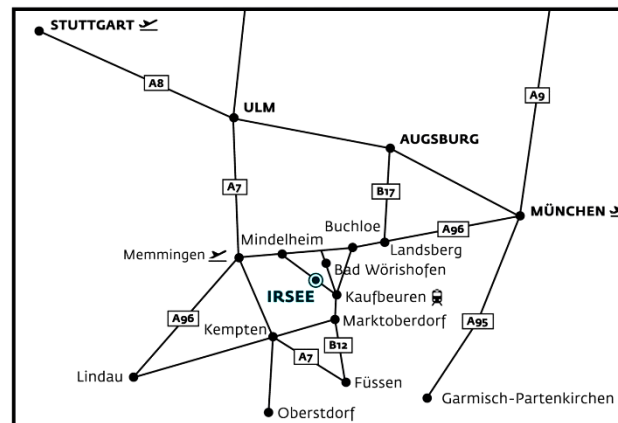 STUTTGART
A8
ULM
A9
AUGSBURG
A7
B17
MÜNCHEN
Buchloe
A96
Mindelheim
Landsberg
Memmingen
Bad Wörishofen
IRSEE
Kaufbeuren
A96
Marktoberdorf
A95
Kempten
B12
A7
Lindau
Füssen
Garmisch-Partenkirchen
Oberstdorf